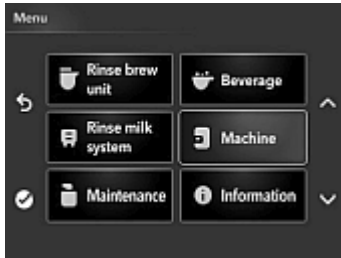 Menu
Rinse brew
unit
Beverage
Rinse milk
system
Machine
Maintenance
Information